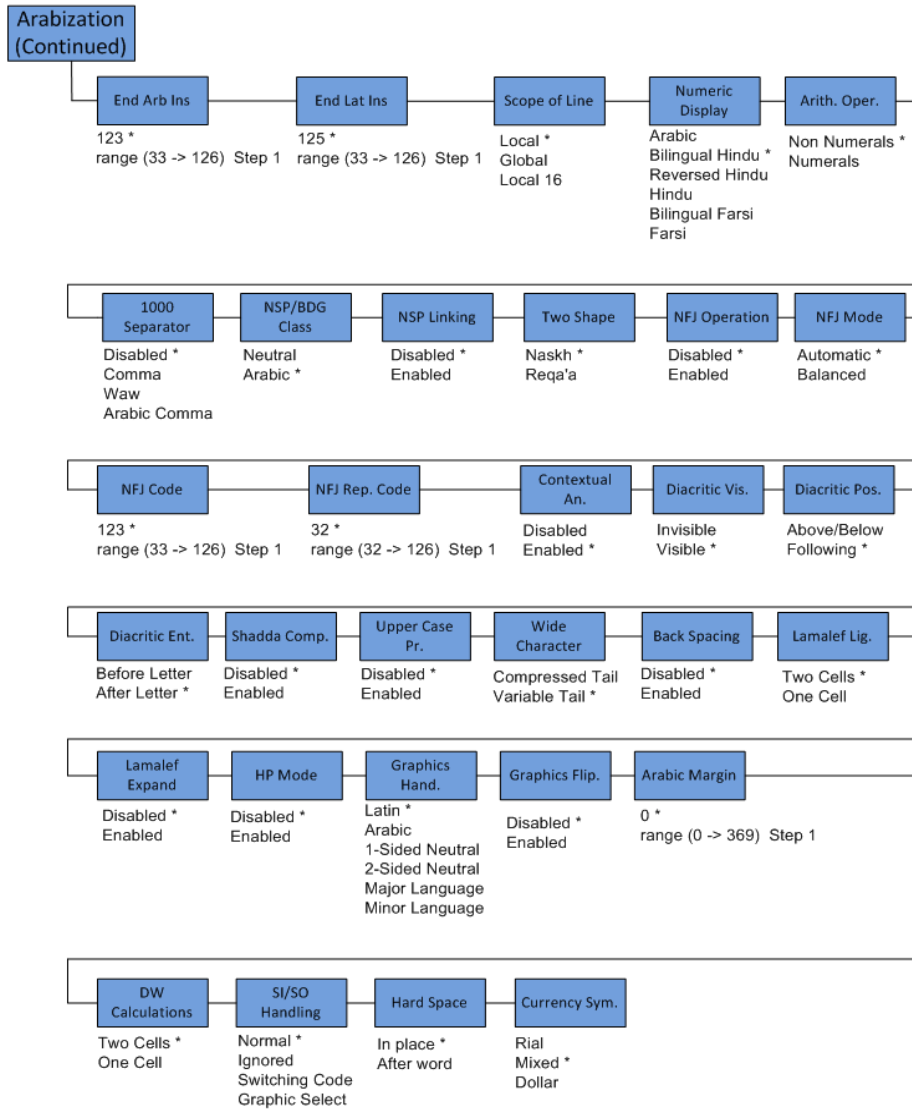 Arabization
(Continued)
End Arb Ins
123 *
range (33 -> 126)  Step 1
End Lat Ins
125 *
range (33 -> 126)  Step 1
Scope of Line
Local *
Global
Local 16
Numeric
Display
Arabic
Bilingual Hindu *
Reversed Hindu
Hindu
Bilingual Farsi
Farsi
Arith. Oper.
Non Numerals *
Numerals
1000
Separator
Disabled *
Comma
Waw
Arabic Comma
NSP/BDG
Class
Neutral
Arabic *
NSP Linking
Disabled *
Enabled
Two Shape
Naskh *
Reqa'a
NFJ Operation
Disabled *
Enabled
NFJ Mode
Automatic *
Balanced
NFJ Code
123 *
range (33 -> 126)  Step 1
NFJ Rep. Code
32 *
range (32 -> 126)  Step 1
Contextual
An.
Disabled
Enabled *
Diacritic Vis.
Invisible
Visible *
Diacritic Pos.
Above/Below
Following *
Diacritic Ent.
Before Letter
After Letter *
Shadda Comp.
Disabled *
Enabled
Upper Case
Pr.
Disabled *
Enabled
Wide
Character
Compressed Tail
Variable Tail *
Back Spacing
Disabled *
Enabled
Lamalef Lig.
Two Cells *
One Cell
Lamalef
Expand
Disabled *
Enabled
HP Mode
Disabled *
Enabled
Graphics
Hand.
Latin *
Arabic
1-Sided Neutral
2-Sided Neutral
Major Language
Minor Language
Graphics Flip.
Disabled *
Enabled
Arabic Margin
0 *
range (0 -> 369)  Step 1
DW
Calculations
Two Cells *
One Cell
SI/SO
Handling
Normal *
Ignored
Switching Code
Graphic Select
Hard Space
In place *
After word
Currency Sym.
Rial
Mixed *
Dollar